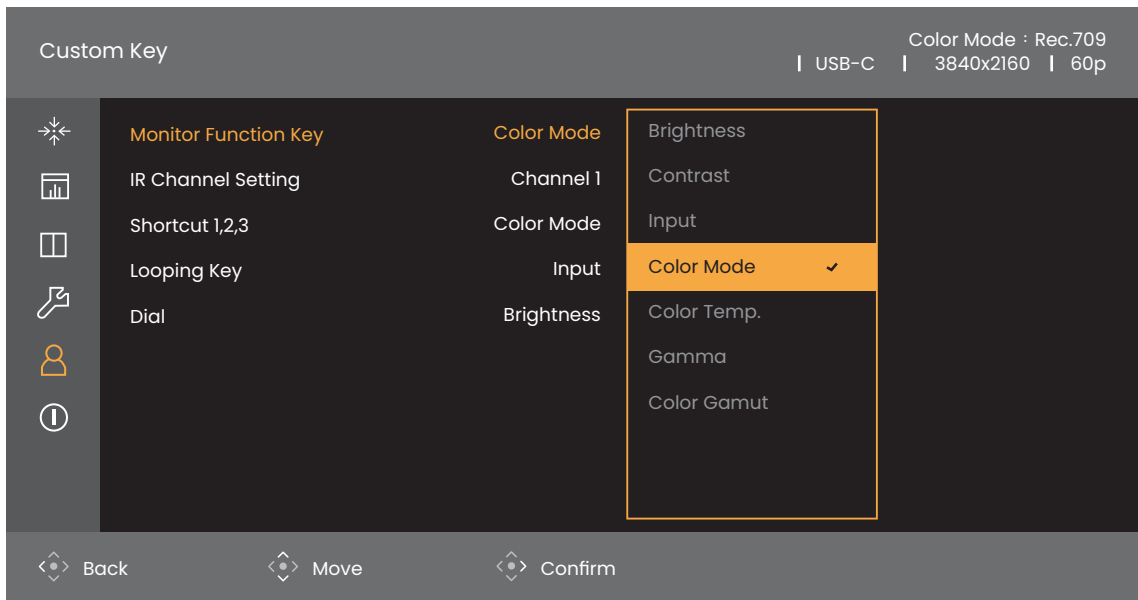 Custom Key
Color Mode：Rec.709
| USB-C | 3840x2160 | 60p
Monitor Function Key Color Mode
IR Channel Setting Channel 1
Shortcut 1,2,3 Color Mode
Looping Key Input
Dial Brightness
Brightness
Contrast
Input
Color Mode
Color Temp.
Gamma
Color Gamut
Back Move Confirm